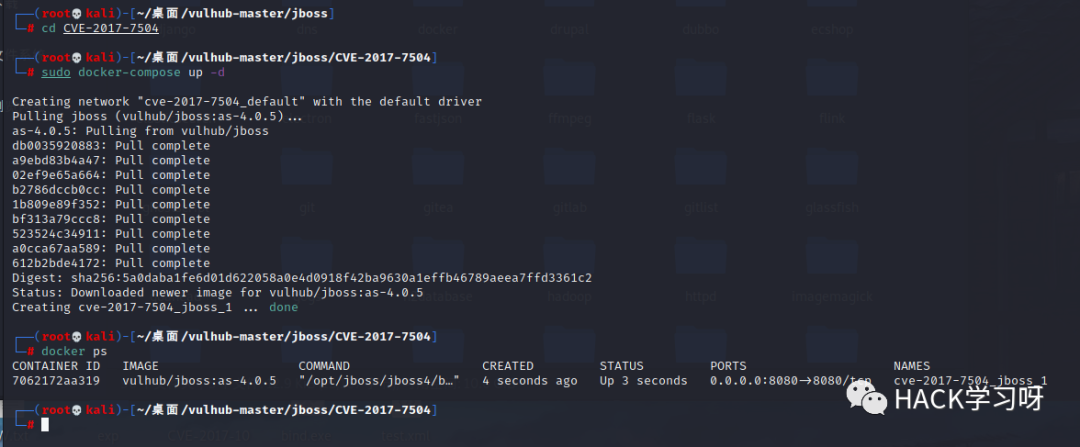 ┌──(root💀kali)-[~/桌面/vulhub-master/jboss]
└─# cd CVE-2017-7504
┌──(root💀kali)-[~/桌面/vulhub-master/jboss/CVE-2017-7504]
└─# sudo docker-compose up -d
Creating network "cve-2017-7504_default" with the default driver
Pulling jboss (vulhub/jboss:as-4.0.5)...
as-4.0.5: Pulling from vulhub/jboss
db0035920883: Pull complete
a9ebd83b4a47: Pull complete
02ef9e65a664: Pull complete
b2786dccb0cc: Pull complete
1b809e89f352: Pull complete
bf313a79ccc8: Pull complete
523524c34911: Pull complete
a0cca67aa589: Pull complete
612b2bde4172: Pull complete
Digest: sha256:5a0daba1fe6d01d622058a0e4d0918f42ba9630a1effb46789aeea7ffd3361c2
Status: Downloaded newer image for vulhub/jboss:as-4.0.5
Creating cve-2017-7504_jboss_1 ... done
┌──(root💀kali)-[~/桌面/vulhub-master/jboss/CVE-2017-7504]
└─# docker ps
CONTAINER ID IMAGE COMMAND CREATED STATUS PORTS NAMES
7062172aa319 vulhub/jboss:as-4.0.5 "/opt/jboss/jboss4/b…" 4 seconds ago Up 3 seconds 0.0.0.0:8080→8080/tcp cve-2017-7504_jboss_1
┌──(root💀kali)-[~/桌面/vulhub-master/jboss/CVE-2017-7504]
└─#
HACK学习呀